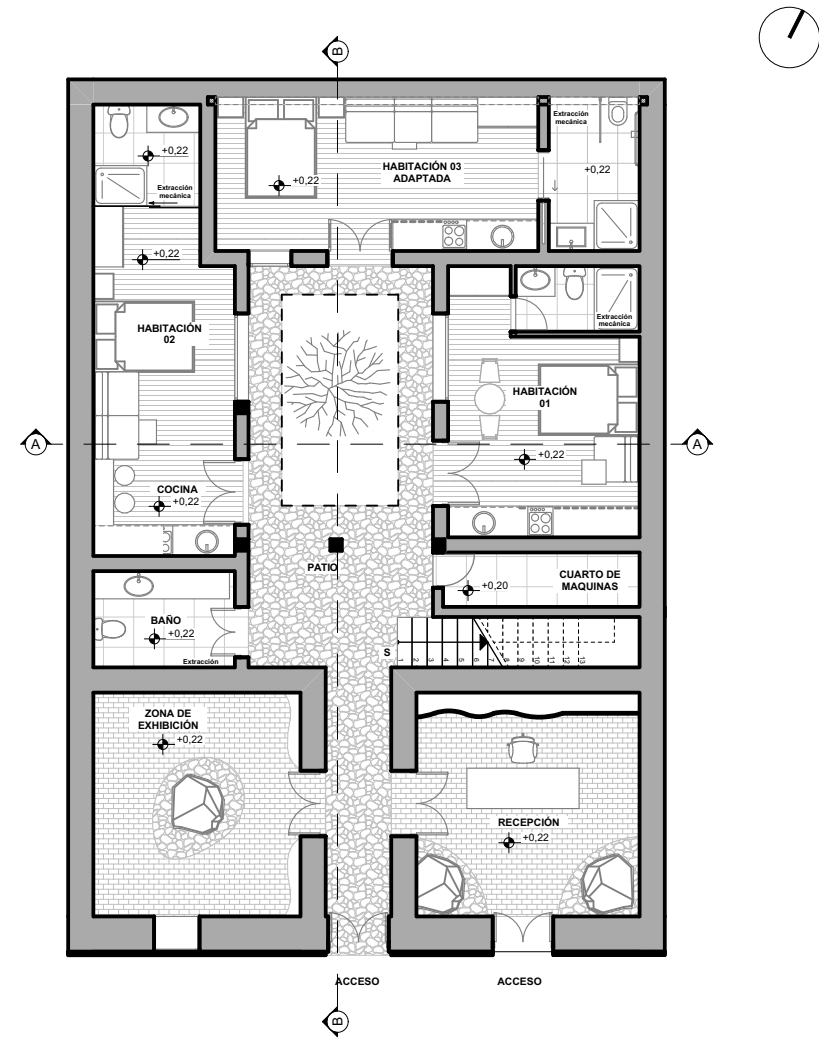 B
Extracción
mecánica
+0,22
+0,22
HABITACIÓN 03
ADAPTADA
+0,22
Extracción
mecánica
+0,22
HABITACIÓN
02
Extracción
mecánica
HABITACIÓN
01
A
A
+0,22
COCINA
+0,22
PATIO
+0,20
CUARTO DE
MAQUINAS
BAÑO
+0,22
Extracción
S
1
2
3
4
5
6
7
8
9
10
11
12
13
ZONA DE
EXHIBICIÓN
+0,22
RECEPCIÓN
+0,22
ACCESO
ACCESO
B